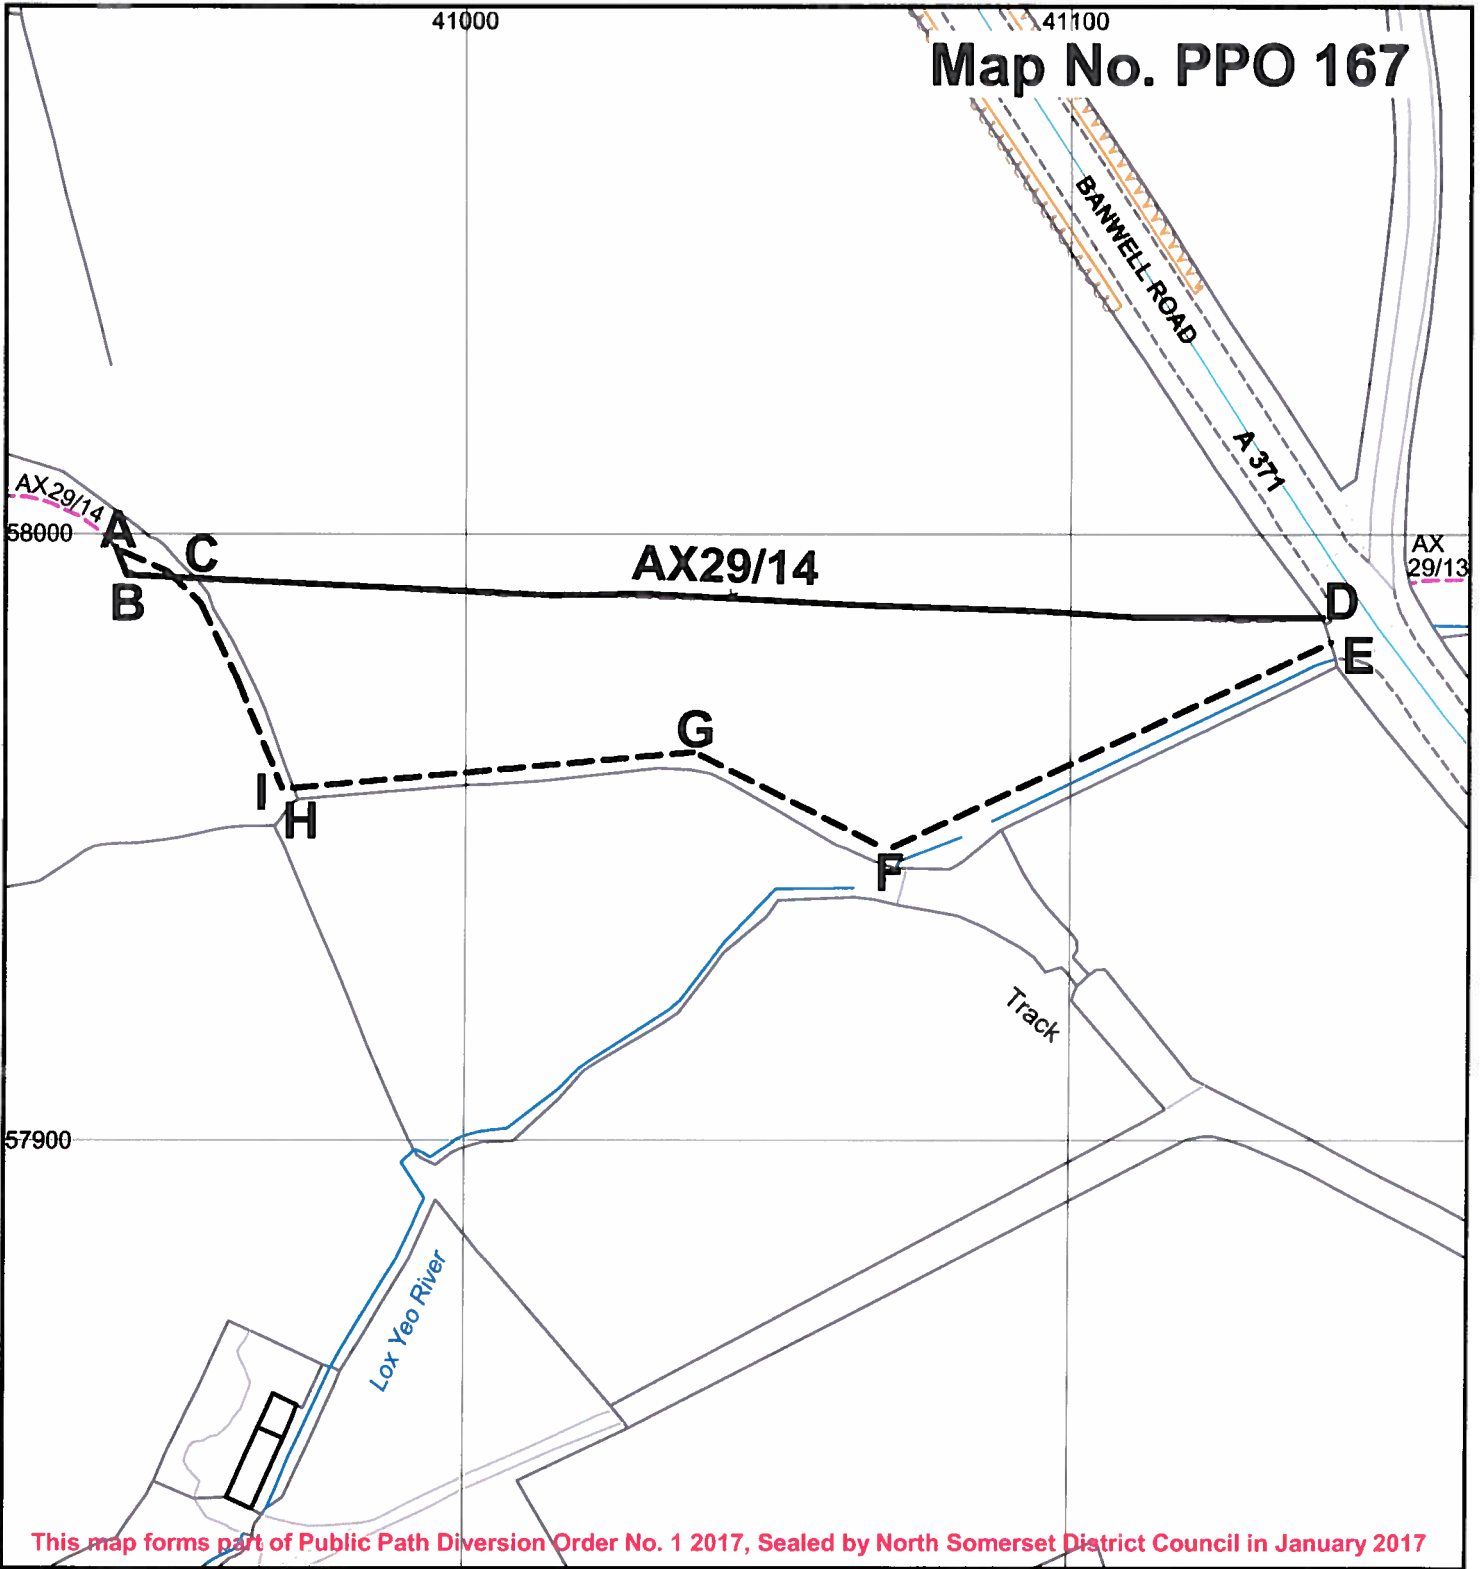 41000
41100
Map No. PPO 167
BANWELL ROAD
A 371
AX29/14
58000
A
C
B
AX29/14
AX
29/13
D
E
G
I
H
F
Track
57900
Lox Yeo River
This map forms part of Public Path Diversion Order No. 1 2017, Sealed by North Somerset District Council in January 2017